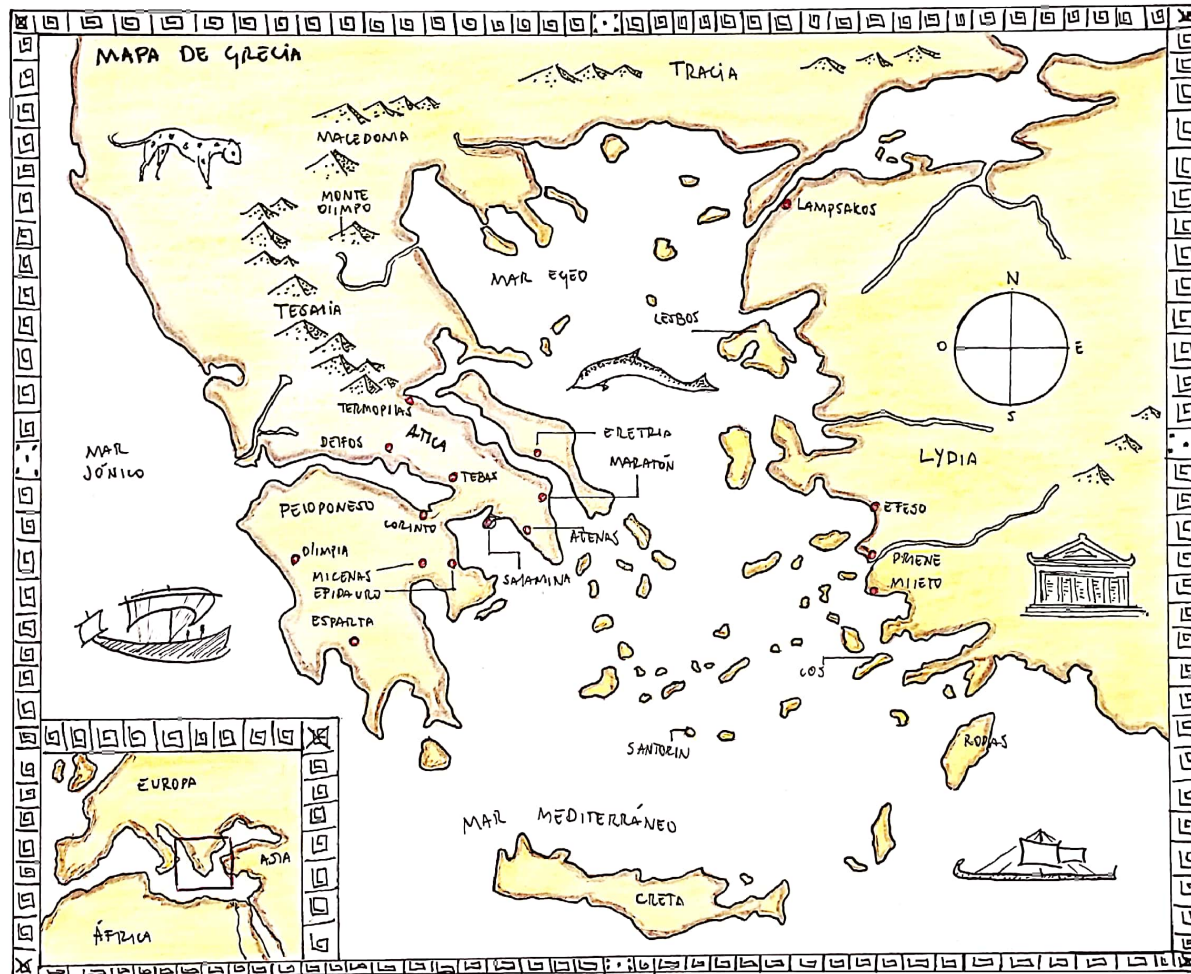 MAPA DE GRECIA
TRACIA
MACEDONIA
MONTE
OLIMPO
LAMPSAKOS
MAR EGEO
N
O
E
S
TESALIA
LESBOS
TERMOPILAS
ATICA
DELFOS
ERETRIA
MAR
JÓNICO
MARATÓN
LYDIA
TEBAS
PELOPONESO
CORINTO
EFESO
ATENAS
OLIMPIA
PRIENE
MICENAS
SALAMINA
MILETO
EPIDAURO
ESPARTA
COS
SANTORIN
RODAS
EUROPA
MAR MEDITERRÁNEO
ASIA
CRETA
ÁFRICA